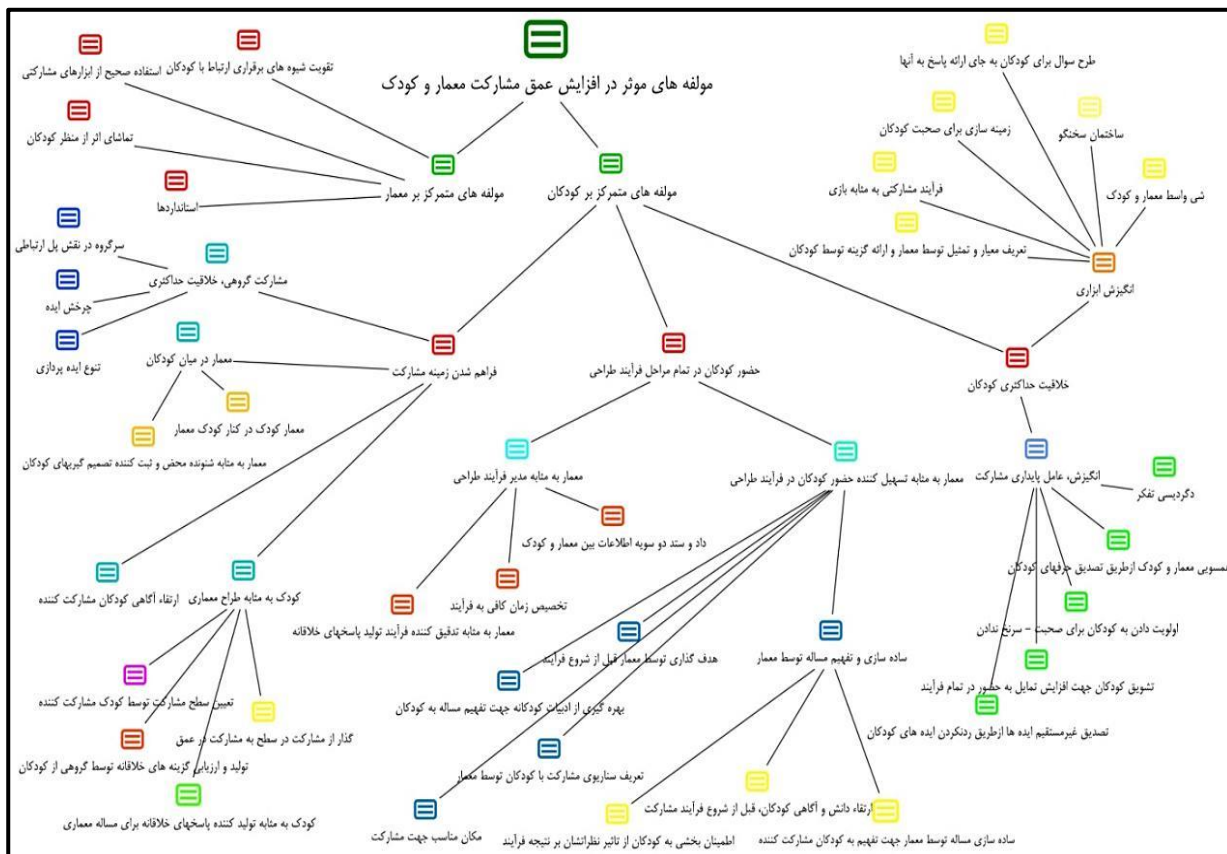 مولفه های موثر در افزایش عمق مشارکت معمار و کودک
تقویت شیوه های برقراری ارتباط با کودکان
استفاده صحیح از ابزارهای مشارکتی
تماشای اثر از منظر کودکان
استانداردها
مولفه های متمرکز بر معمار
مولفه های متمرکز بر کودکان
طرح سوال برای کودکان به جای ارائه پاسخ به آنها
زمینه سازی برای صحبت کودکان
ساختمان سخنگو
فرآیند مشارکتی به مثابه بازی
شی واسط معمار و کودک
تعریف معیار و تمثیل توسط معمار و ارائه گزینه توسط کودکان
انگیزش ابزاری
سرگروه در نقش پل ارتباطی
مشارکت گروهی، خلاقیت حداکثری
چرخش ایده
تنوع ایده پردازی
معمار در میان کودکان
فراهم شدن زمینه مشارکت
حضور کودکان در تمام مراحل فرآیند طراحی
خلاقیت حداکثری کودکان
معمار کودک در کنار کودک معمار
معمار به مثابه شنونده محض و ثبت کننده تصمیم گیریهای کودکان
معمار به مثابه مدیر فرآیند طراحی
معمار به مثابه تسهیل کننده حضور کودکان در فرآیند طراحی
انگیزش، عامل پایداری مشارکت
دگردیسی تفکر
داد و ستد دو سویه اطلاعات بین معمار و کودک
همسویی معمار و کودک ازطریق تصدیق حرفهای کودکان
ارتقاء آگاهی کودکان مشارکت کننده
کودک به مثابه طراح معماری
تخصیص زمان کافی به فرآیند
معمار به مثابه تدقیق کننده فرآیند تولید پاسخهای خلاقانه
اولویت دادن به کودکان برای صحبت - سرنخ ندادن
هدف گذاری توسط معمار قبل از شروع فرآیند
ساده سازی و تفهیم مساله توسط معمار
تشویق کودکان جهت افزایش تمایل به حضور در تمام فرآیند
تعیین سطح مشارکت توسط کودک مشارکت کننده
بهره گیری از ادبیات کودکانه جهت تفهیم مساله به کودکان
تصدیق غیرمستقیم ایده ها ازطریق ردنکردن ایده های کودکان
گذار از مشارکت در سطح به مشارکت در عمق
تولید و ارزیابی گزینه های خلاقانه توسط گروهی از کودکان
تعریف سناریوی مشارکت با کودکان توسط معمار
ارتقاء دانش و آگاهی کودکان، قبل از شروع فرآیند مشارکت
کودک به مثابه تولید کننده پاسخهای خلاقانه برای مساله معماری
مکان مناسب جهت مشارکت
اطمینان بخشی به کودکان از تاثیر نظراتشان بر نتیجه فرآیند
ساده سازی مساله توسط معمار جهت تفهیم به کودکان مشارکت کننده